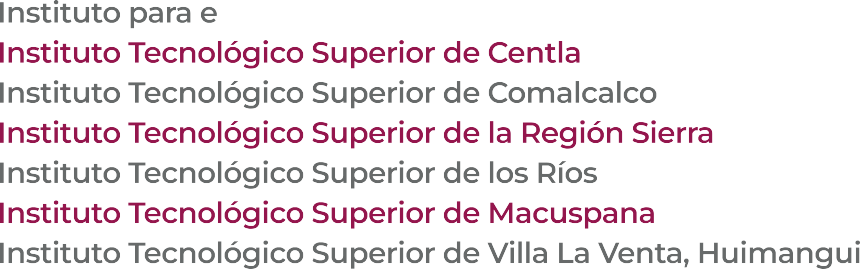 Instituto para e
Instituto Tecnológico Superior de Centla
Instituto Tecnológico Superior de Comalcalco
Instituto Tecnológico Superior de la Región Sierra
Instituto Tecnológico Superior de los Ríos
Instituto Tecnológico Superior de Macuspana
Instituto Tecnológico Superior de Villa La Venta, Huimangui